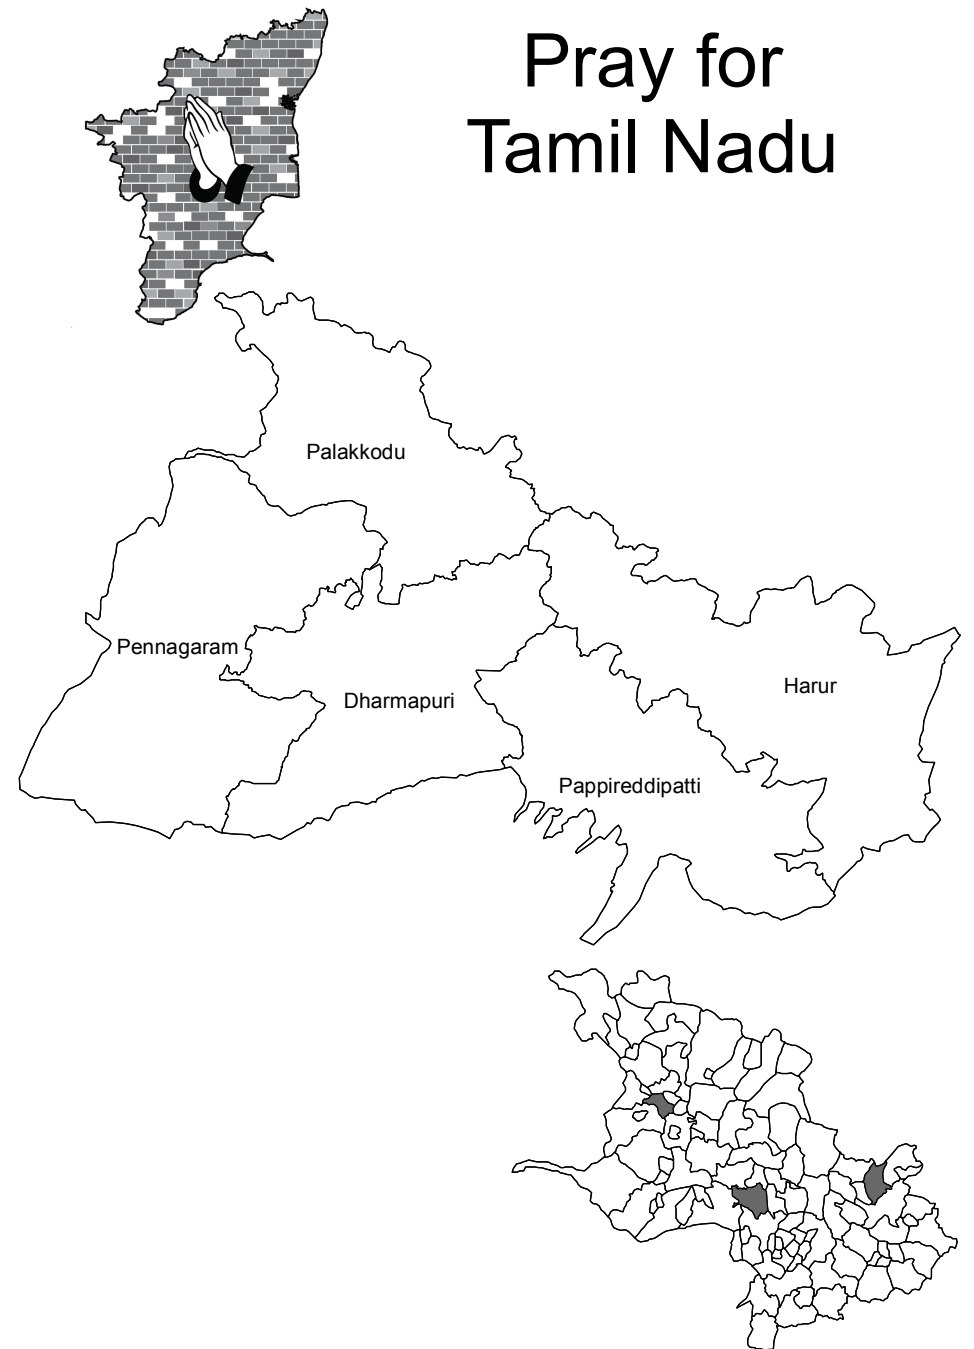 Pray for
Tamil Nadu
Palakkodu
Pennagaram
Harur
Dharmapuri
Pappireddipatti